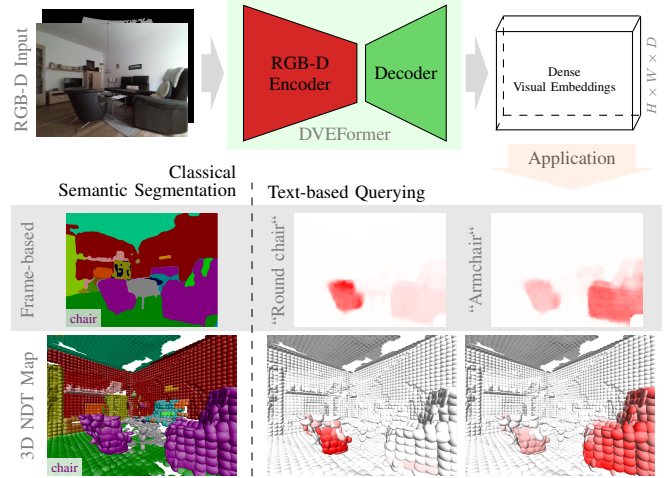 RGB-D Input
RGB-D
Encoder
Decoder
DVEFormer
Dense
Visual Embeddings
H × W × D
Application
Classical
Semantic Segmentation
Text-based Querying
Frame-based
chair
“Round chair“
“Armchair“
3D NDT Map
chair